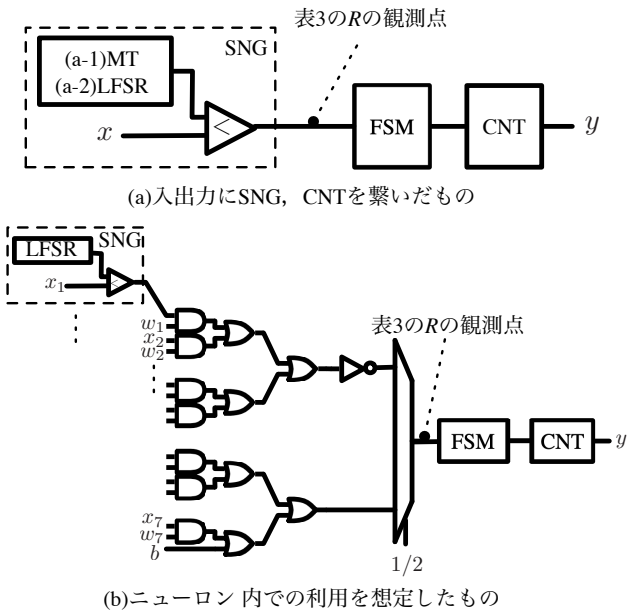 表3のRの観測点
SNG
(a-1)MT
(a-2)LFSR
<
x
FSM
CNT
y
(a)入出力にSNG，CNTを繋いだもの
SNG
LFSR
<
x₁
w₁
x₂
w₂
表3のRの観測点
FSM
CNT
y
x₇
w₇
b
1/2
(b)ニューロン 内での利用を想定したもの